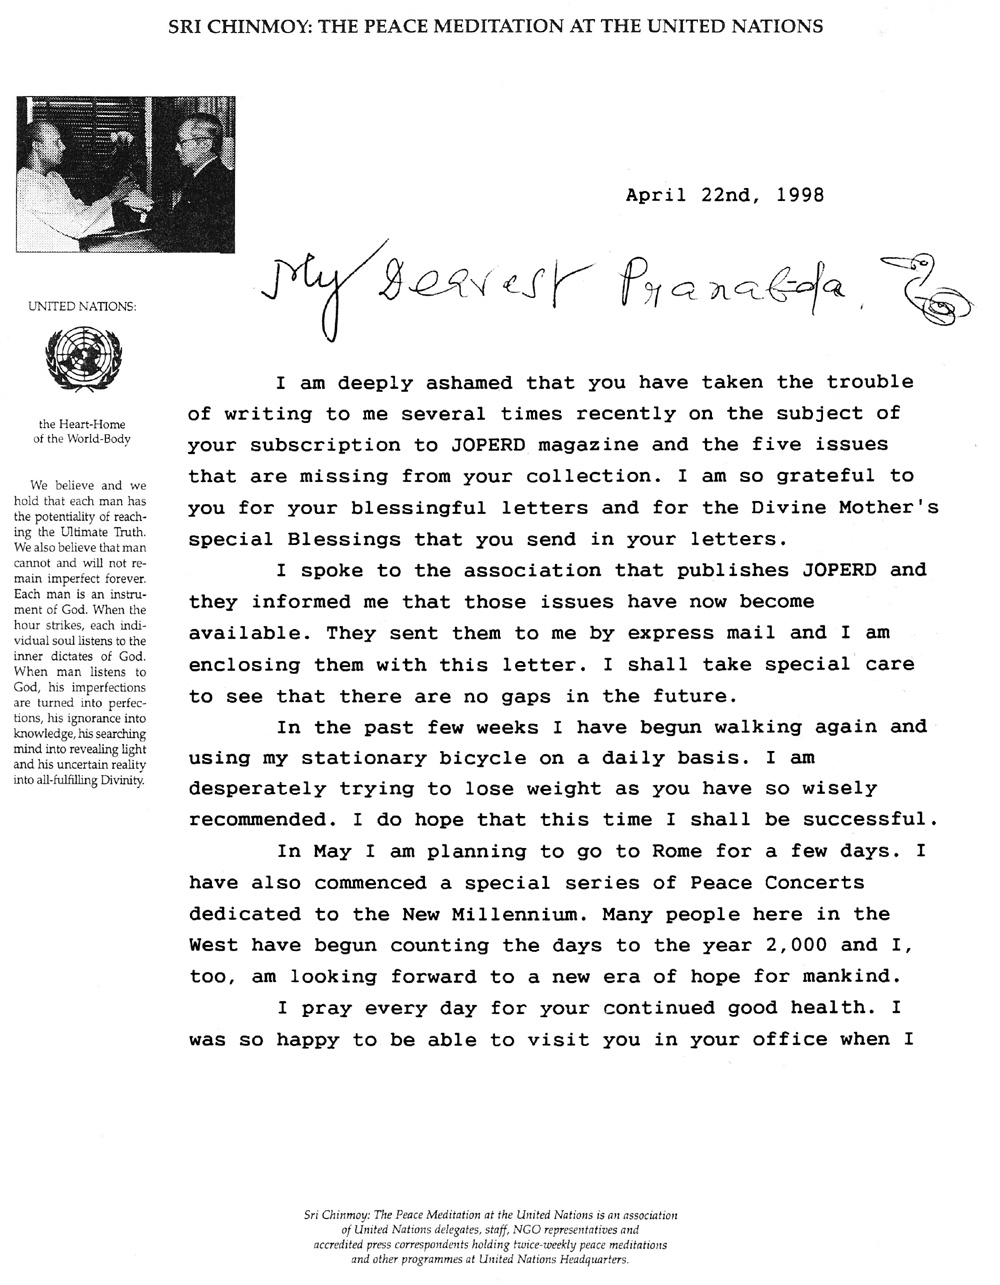 SRI CHINMOY: THE PEACE MEDITATION AT THE UNITED NATIONS
April 22nd, 1998
My Dearest Pranab-da.
UNITED NATIONS:
the Heart-Home
of the World-Body
We believe and we
hold that each man has
the potentiality of reach-
ing the Ultimate Truth.
We also believe that man
cannot and will not re-
main imperfect forever.
Each man is an instru-
ment of God. When the
hour strikes, each indi-
vidual soul listens to the
inner dictates of God.
When man listens to
God, his imperfections
are turned into perfec-
tions, his ignorance into
knowledge, his searching
mind into revealing light
and his uncertain reality
into all-fulfilling Divinity.
I am deeply ashamed that you have taken the trouble
of writing to me several times recently on the subject of
your subscription to JOPERD magazine and the five issues
that are missing from your collection. I am so grateful to
you for your blessingful letters and for the Divine Mother's
special Blessings that you send in your letters.
I spoke to the association that publishes JOPERD and
they informed me that those issues have now become
available. They sent them to me by express mail and I am
enclosing them with this letter. I shall take special care
to see that there are no gaps in the future.
In the past few weeks I have begun walking again and
using my stationary bicycle on a daily basis. I am
desperately trying to lose weight as you have so wisely
recommended. I do hope that this time I shall be successful.
In May I am planning to go to Rome for a few days. I
have also commenced a special series of Peace Concerts
dedicated to the New Millennium. Many people here in the
West have begun counting the days to the year 2,000 and I,
too, am looking forward to a new era of hope for mankind.
I pray every day for your continued good health. I
was so happy to be able to visit you in your office when I
Sri Chinmoy: The Peace Meditation at the United Nations is an association
of United Nations delegates, staff, NGO representatives and
accredited press correspondents holding twice-weekly peace meditations
and other programmes at United Nations Headquarters.